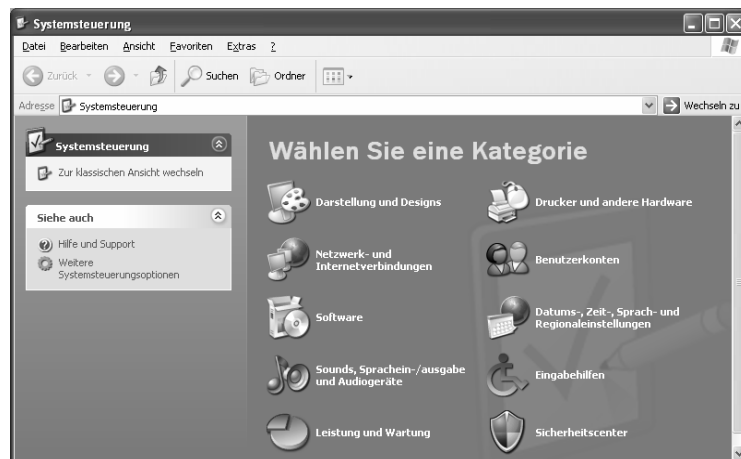 Systemsteuerung
Datei Bearbeiten Ansicht Favoriten Extras ?
Zurück Suchen Ordner
Adresse Systemsteuerung Wechseln zu
Systemsteuerung
Zur klassischen Ansicht wechseln
Siehe auch
Hilfe und Support
Weitere
Systemsteuerungsoptionen
Wählen Sie eine Kategorie
Darstellung und Designs
Drucker und andere Hardware
Netzwerk- und
Internetverbindungen
Benutzerkonten
Software
Datums-, Zeit-, Sprach- und
Regionaleinstellungen
Sounds, Sprachein-/ausgabe
und Audiogeräte
Eingabehilfen
Leistung und Wartung
Sicherheitscenter